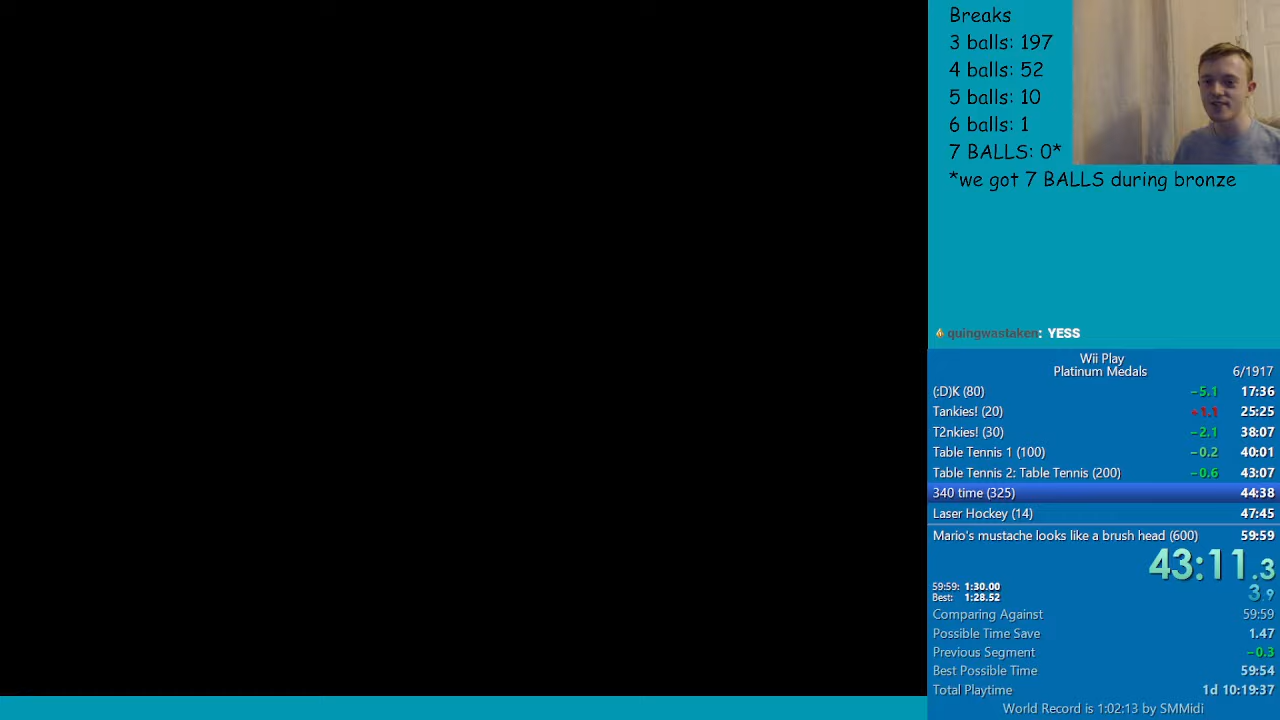 Breaks
3 balls: 197
4 balls: 52
5 balls: 10
6 balls: 1
7 BALLS: 0*
*we got 7 BALLS during bronze
quingwastaken: YESS
Wii Play
Platinum Medals 6/1917
(:D)K (80) -5.1 17:36
Tankies! (20) +1.1 25:25
T2nkies! (30) -2.1 38:07
Table Tennis 1 (100) -0.2 40:01
Table Tennis 2: Table Tennis (200) -0.6 43:07
340 time (325) 44:38
Laser Hockey (14) 47:45
Mario's mustache looks like a brush head (600) 59:59
43:11.3
59:59: 1:30.00
Best: 1:28.52
3.9
Comparing Against 59:59
Possible Time Save 1.47
Previous Segment -0.3
Best Possible Time 59:54
Total Playtime 1d 10:19:37
World Record is 1:02:13 by SMMidi